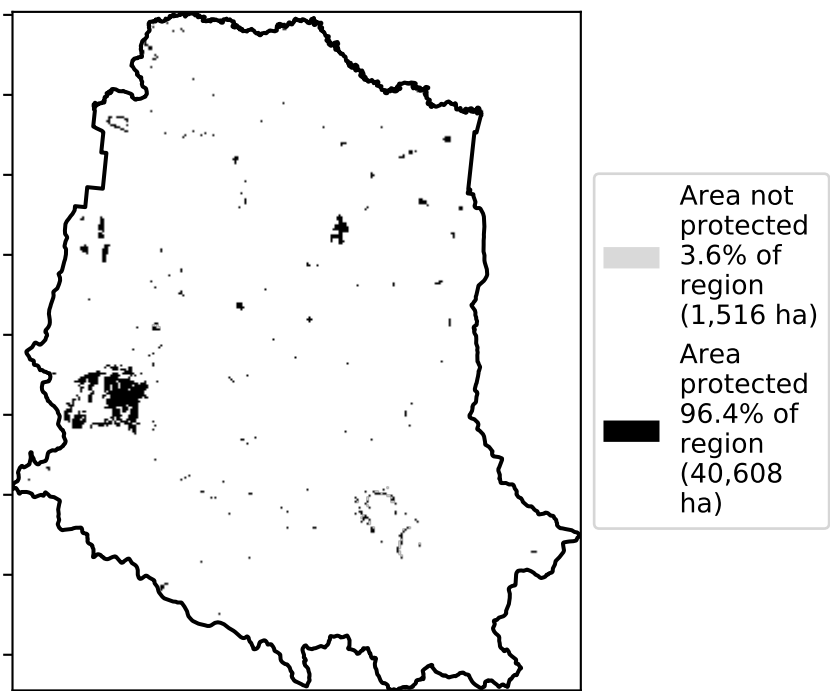 Area not
protected
3.6% of
region
(1,516 ha)
Area
protected
96.4% of
region
(40,608
ha)